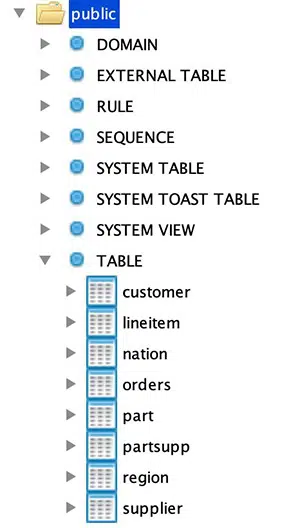 public
DOMAIN
EXTERNAL TABLE
RULE
SEQUENCE
SYSTEM TABLE
SYSTEM TOAST TABLE
SYSTEM VIEW
TABLE
customer
lineitem
nation
orders
part
partsupp
region
supplier